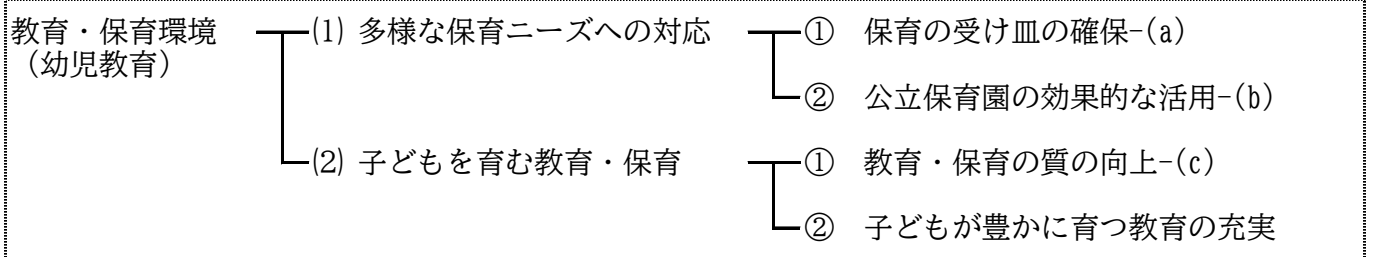 教育・保育環境 ⑴ 多様な保育ニーズへの対応 ① 保育の受け皿の確保-(a)
（幼児教育）
② 公立保育園の効果的な活用-(b)
⑵ 子どもを育む教育・保育 ① 教育・保育の質の向上-(c)
② 子どもが豊かに育つ教育の充実